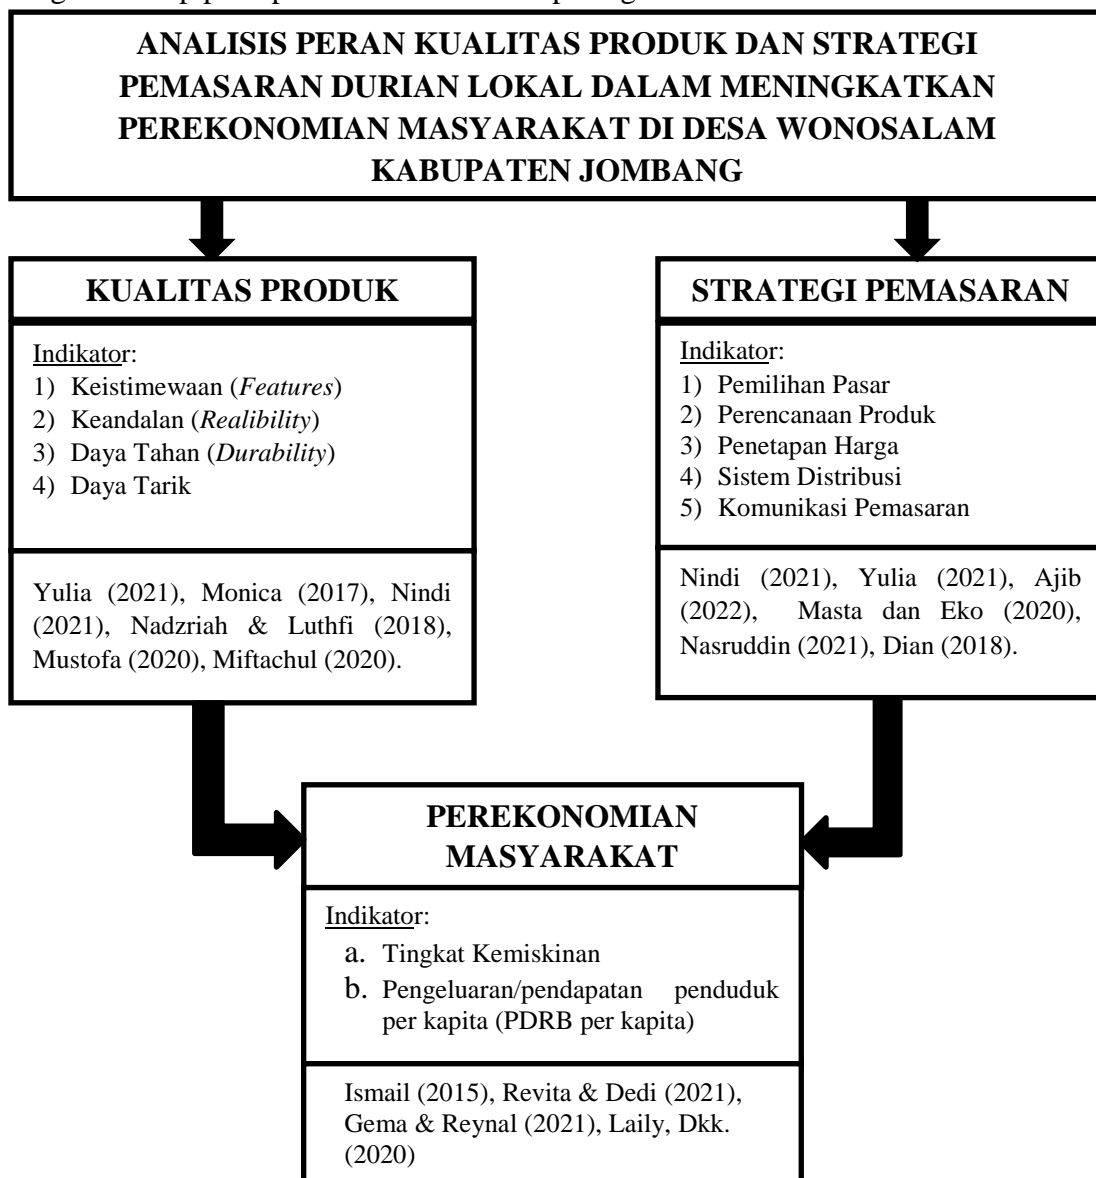 ANALISIS PERAN KUALITAS PRODUK DAN STRATEGI
PEMASARAN DURIAN LOKAL DALAM MENINGKATKAN
PEREKONOMIAN MASYARAKAT DI DESA WONOSALAM
KABUPATEN JOMBANG
KUALITAS PRODUK
Indikator:
1) Keistimewaan (Features)
2) Keandalan (Realibility)
3) Daya Tahan (Durability)
4) Daya Tarik
Yulia (2021), Monica (2017), Nindi
(2021), Nadzriah & Luthfi (2018),
Mustofa (2020), Miftachul (2020).
STRATEGI PEMASARAN
Indikator:
1) Pemilihan Pasar
2) Perencanaan Produk
3) Penetapan Harga
4) Sistem Distribusi
5) Komunikasi Pemasaran
Nindi (2021), Yulia (2021), Ajib
(2022), Masta dan Eko (2020),
Nasruddin (2021), Dian (2018).
PEREKONOMIAN
MASYARAKAT
Indikator:
a. Tingkat Kemiskinan
b. Pengeluaran/pendapatan penduduk
per kapita (PDRB per kapita)
Ismail (2015), Revita & Dedi (2021),
Gema & Reynal (2021), Laily, Dkk.
(2020)